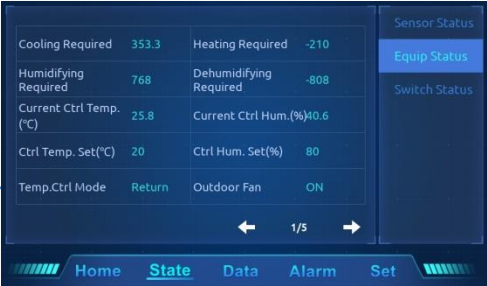 Cooling Required 353.3 Heating Required -210
Humidifying Required 768 Dehumidifying Required -808
Current Ctrl Temp.(℃) 25.8 Current Ctrl Hum.(%) 40.6
Ctrl Temp. Set(℃) 20 Ctrl Hum. Set(%) 80
Temp.Ctrl Mode Return Outdoor Fan ON
1/5
Sensor Status
Equip Status
Switch Status
Home State Data Alarm Set